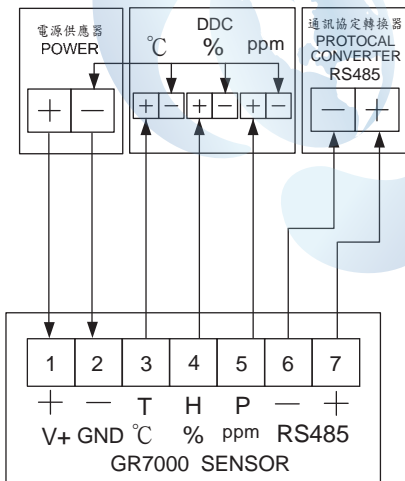 電源供應器
POWER
+ −
DDC
℃ % ppm
+ − + − + −
通訊協定轉換器
PROTOCAL
CONVERTER
RS485
− +
1 2 3 4 5 6 7
+ − T H P − +
V+ GND ℃ % ppm RS485
GR7000 SENSOR